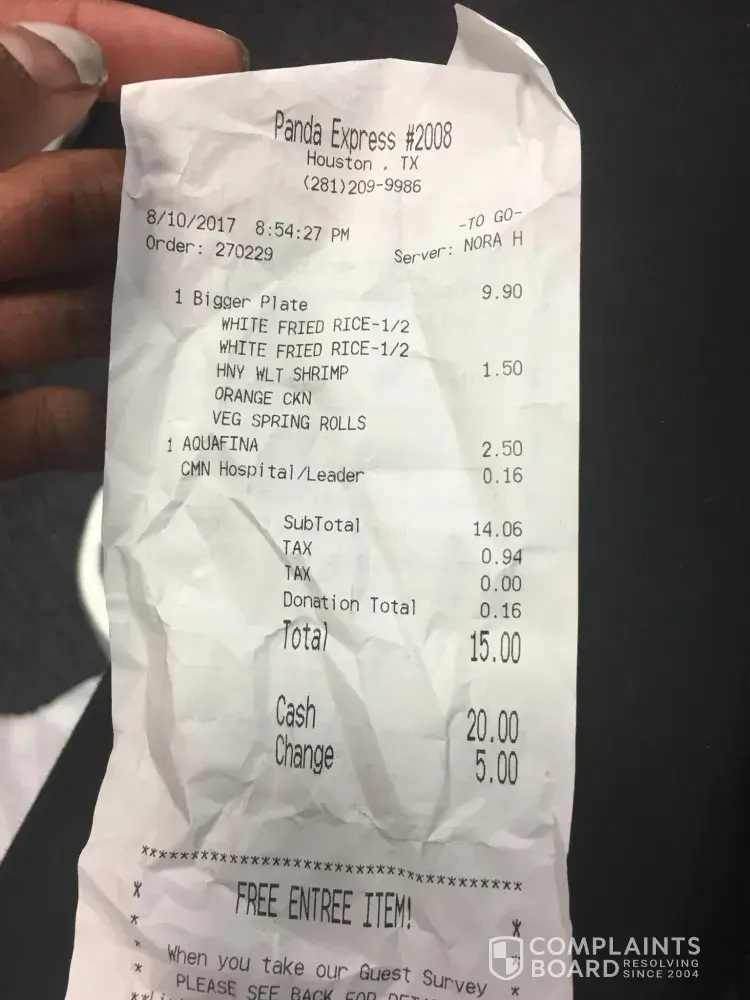 Panda Express #2008
Houston , TX
(281)209-9986
8/10/2017 8:54:27 PM -TO GO-
Order: 270229 Server: NORA H
1 Bigger Plate 9.90
WHITE FRIED RICE-1/2
WHITE FRIED RICE-1/2
HNY WLT SHRIMP 1.50
ORANGE CKN
VEG SPRING ROLLS
1 AQUAFINA 2.50
CMN Hospital/Leader 0.16
SubTotal 14.06
TAX 0.94
TAX 0.00
Donation Total 0.16
Total 15.00
Cash 20.00
Change 5.00
************************************
* FREE ENTREE ITEM! *
* When you take our Guest Survey *
* PLEASE SEE BACK FOR
COMPLAINTS
BOARD RESOLVING
SINCE 2004